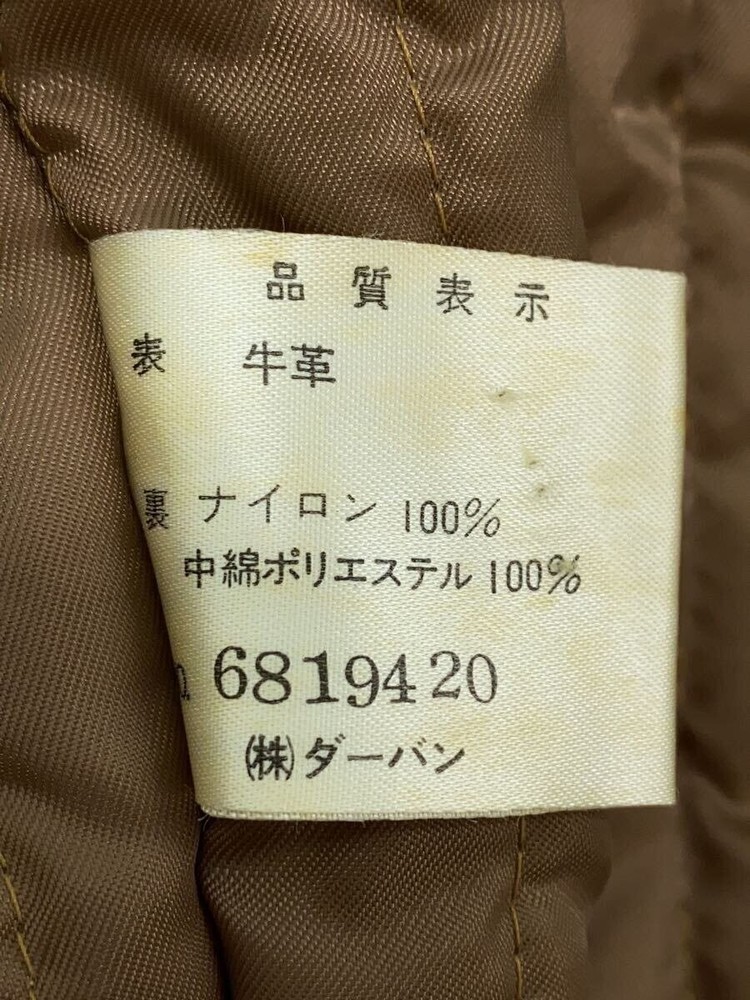 品質表示
表 牛革
裏 ナイロン 100%
中綿ポリエステル 100%
6819420
(株)ダーバン